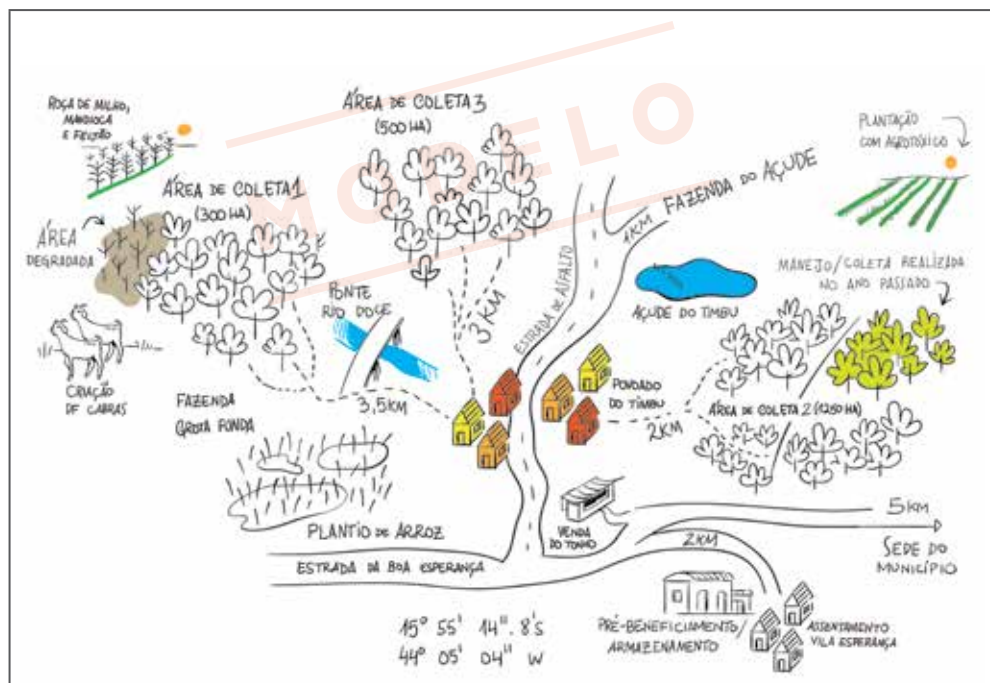 MODELO
ROÇA DE MILHO,
MANDIOCA
E FEIJÃO
ÁREA DE COLETA 3
(500 HA)
PLANTAÇÃO
COM AGROTÓXICO
ÁREA DE COLETA 1
(300 HA)
ÁREA
DEGRADADA
1KM
FAZENDA DO AÇUDE
ESTRADA DE ASFALTO
MANEJO/COLETA REALIZADA
NO ANO PASSADO
PONTE
RIO DOCE
3 KM
AÇUDE DO TIMBU
CRIAÇÃO
DE CABRAS
FAZENDA
GROTA FUNDA
3,5KM
POVOADO
DO TIMBU
2KM
ÁREA DE COLETA 2 (1250 HA)
PLANTIO DE ARROZ
VENDA
DO TONHO
5KM
SEDE DO
MUNICÍPIO
2KM
ESTRADA DA BOA ESPERANÇA
15° 55' 14".8'S
44° 05' 04" W
PRÉ-BENEFICIAMENTO/
ARMAZENAMENTO
ASSENTAMENTO
VILA ESPERANÇA